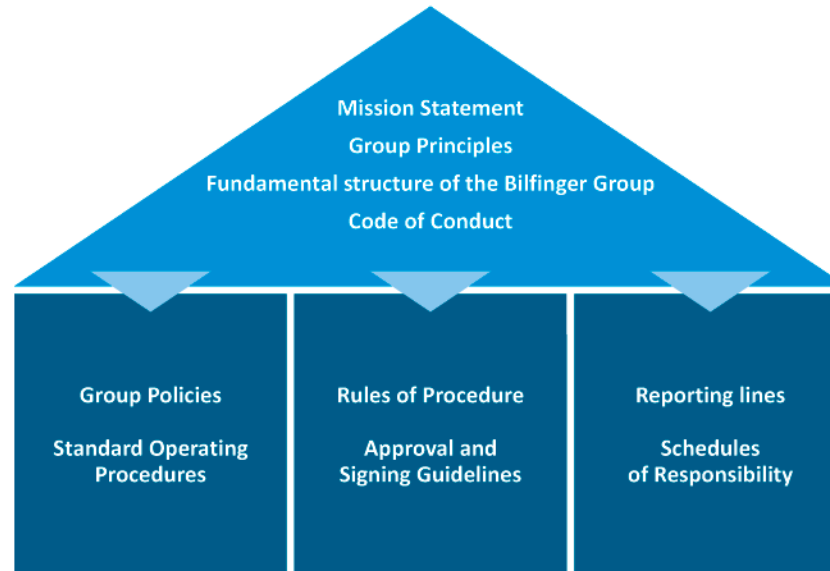 Mission Statement
Group Principles
Fundamental structure of the Bilfinger Group
Code of Conduct
Group Policies
Standard Operating
Procedures
Rules of Procedure
Approval and
Signing Guidelines
Reporting lines
Schedules
of Responsibility